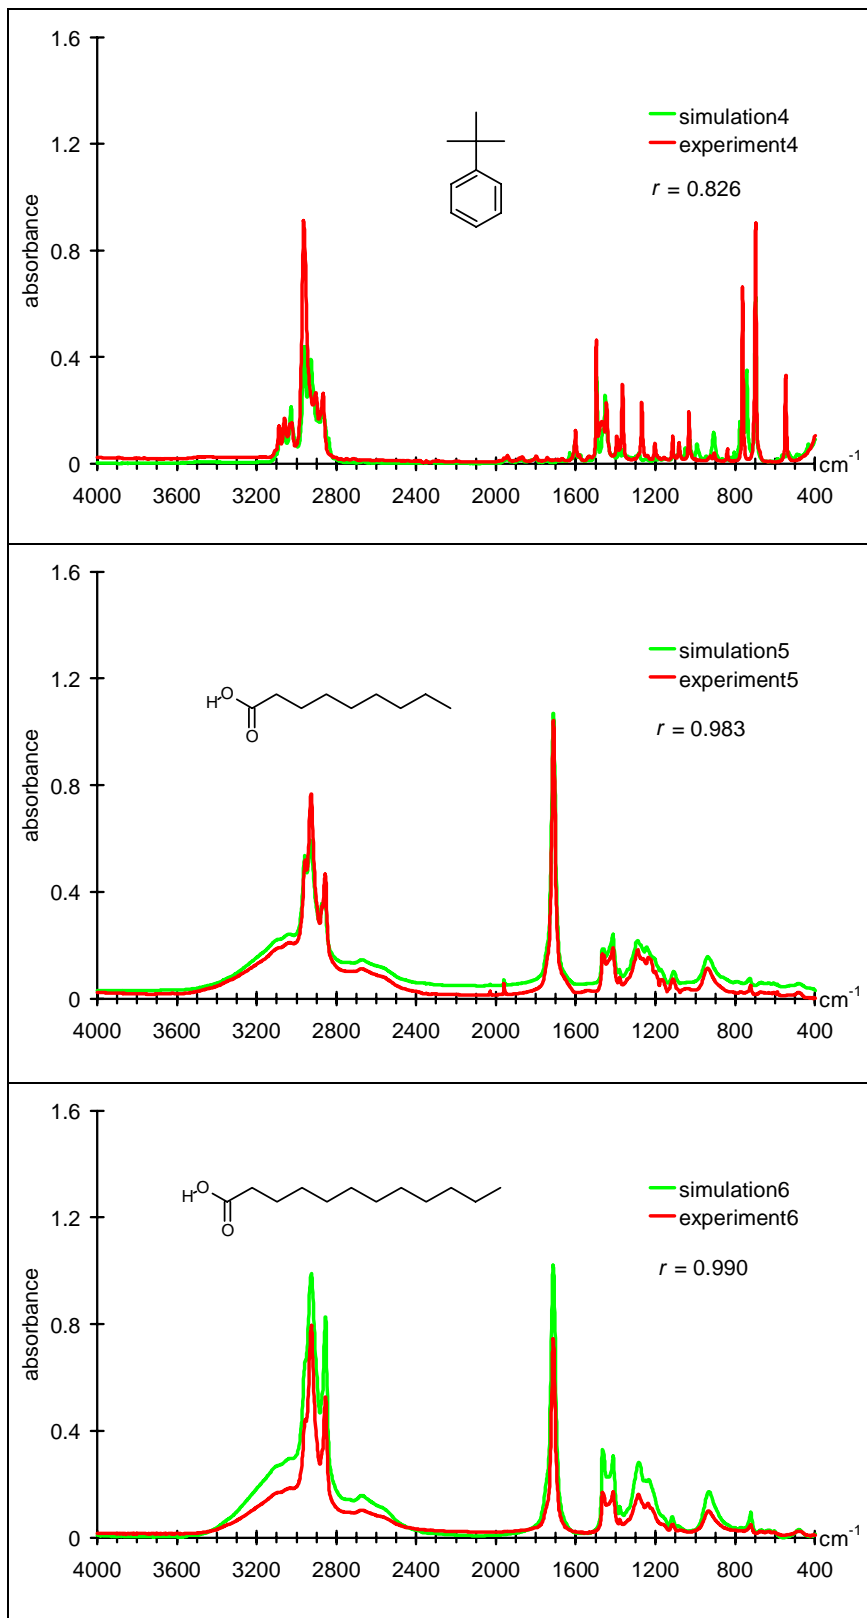 1.6
simulation4
1.2
experiment4
r = 0.826
absorbance
0.8
0.4
0
cm-1
4000 3600 3200 2800 2400 2000 1600 1200 800 400
1.6
simulation5
1.2
experiment5
r = 0.983
H O
O
absorbance
0.8
0.4
0
cm-1
4000 3600 3200 2800 2400 2000 1600 1200 800 400
1.6
simulation6
1.2
experiment6
r = 0.990
H O
O
absorbance
0.8
0.4
0
cm-1
4000 3600 3200 2800 2400 2000 1600 1200 800 400